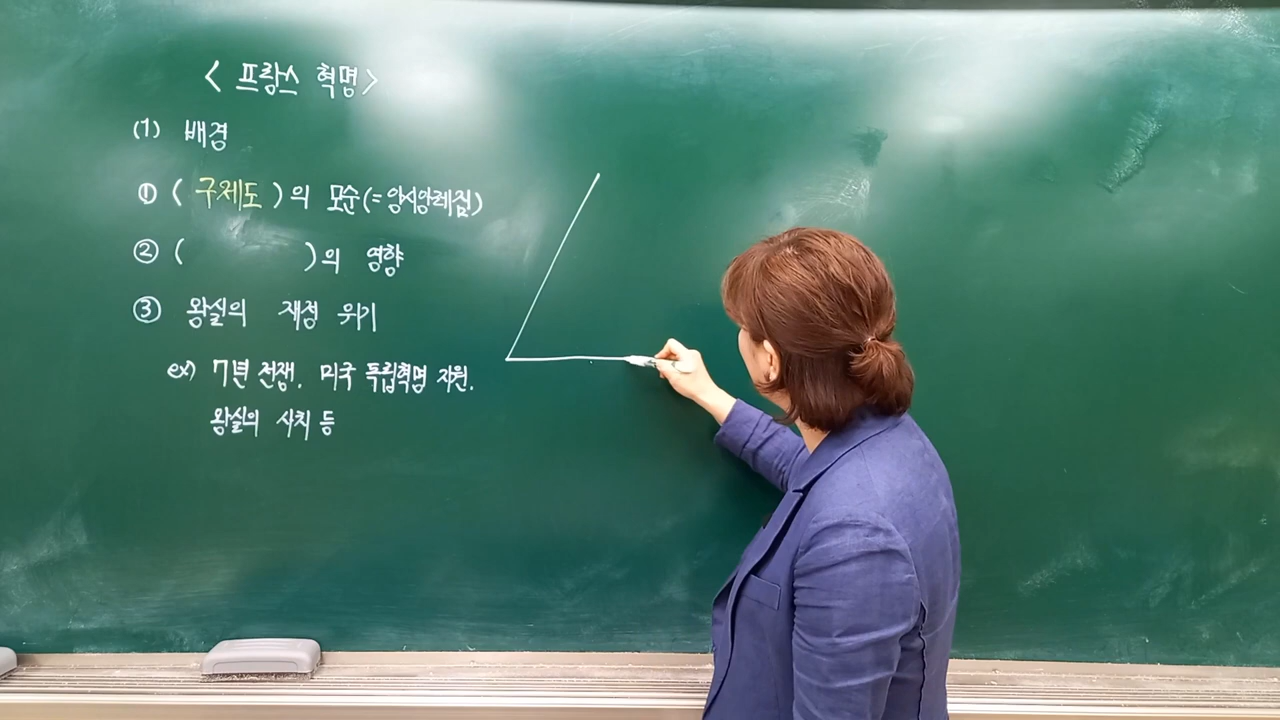 < 프랑스 혁명>
(1) 배경
① ( 구제도 )의 모순(=앙시앙레짐)
② (          )의 영향
③ 왕실의 재정 위기
ex) 7년 전쟁, 미국 독립혁명 지원,
왕실의 사치 등